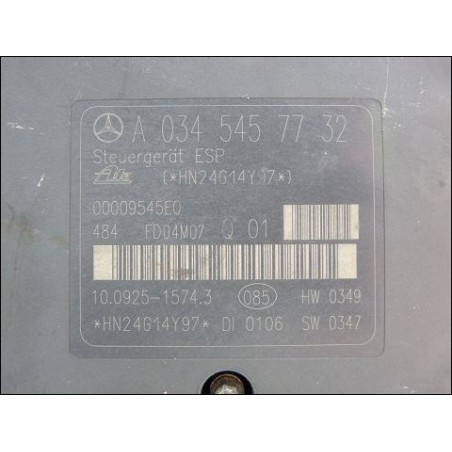 A 034 545 77 32
Steuergerät ESP
Ate (*HN24G14Y97*)
00009545E0
484 FD04M07 Q 01
10.0925-1574.3 085 HW 0349
*HN24G14Y97* DI 0106 SW 0347